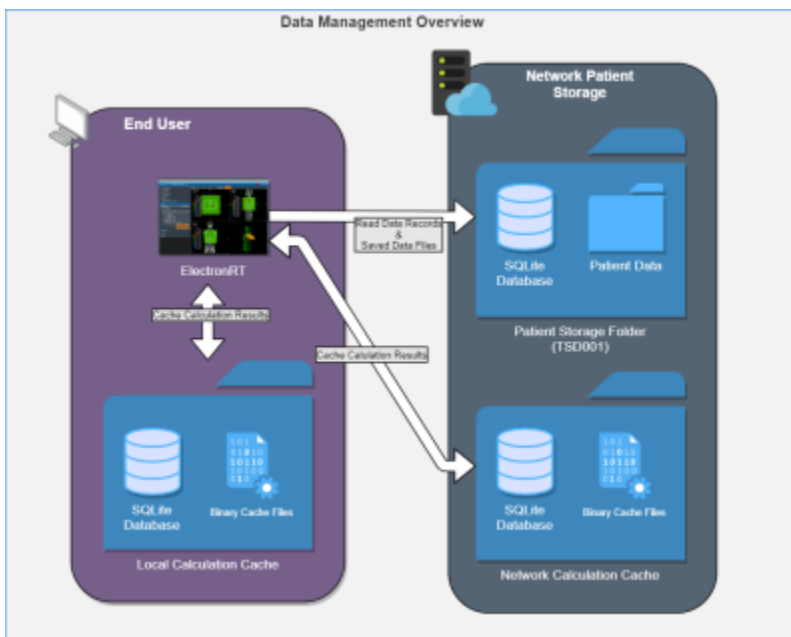 Data Management Overview
End User
ElectronRT
Cache Calculation Results
SQLite
Database
Binary Cache Files
Local Calculation Cache
Read Data Records
&
Saved Data Files
Cache Calulation Results
Network Patient
Storage
SQLite
Database
Patient Data
Patient Storage Folder
(TSD001)
SQLite
Database
Binary Cache Files
Network Calculation Cache